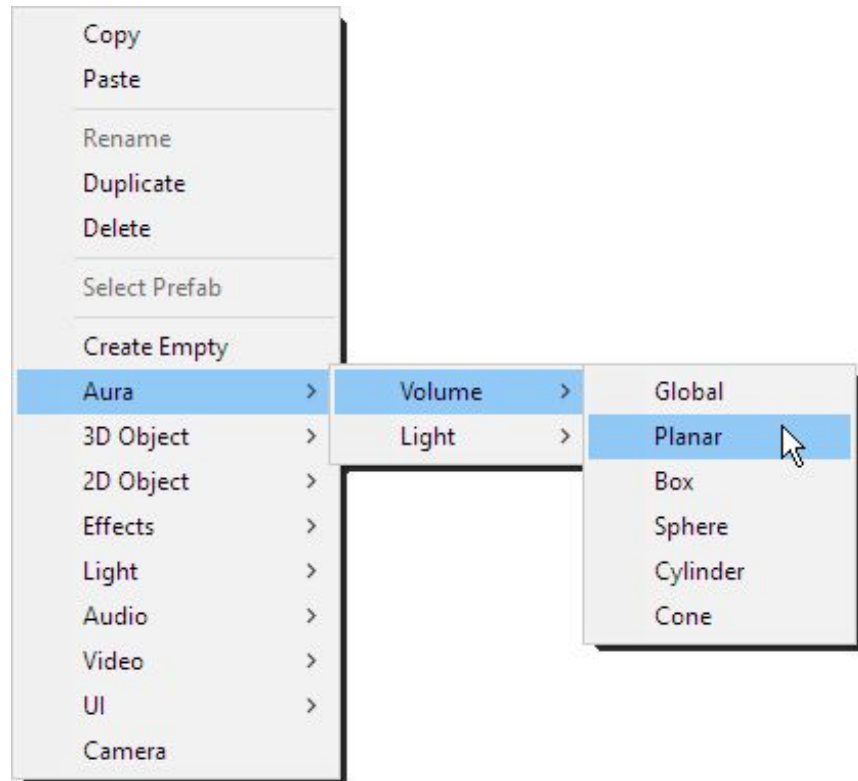 Copy
Paste
Rename
Duplicate
Delete
Select Prefab
Create Empty
Aura
3D Object
2D Object
Effects
Light
Audio
Video
UI
Camera
Volume
Light
Global
Planar
Box
Sphere
Cylinder
Cone